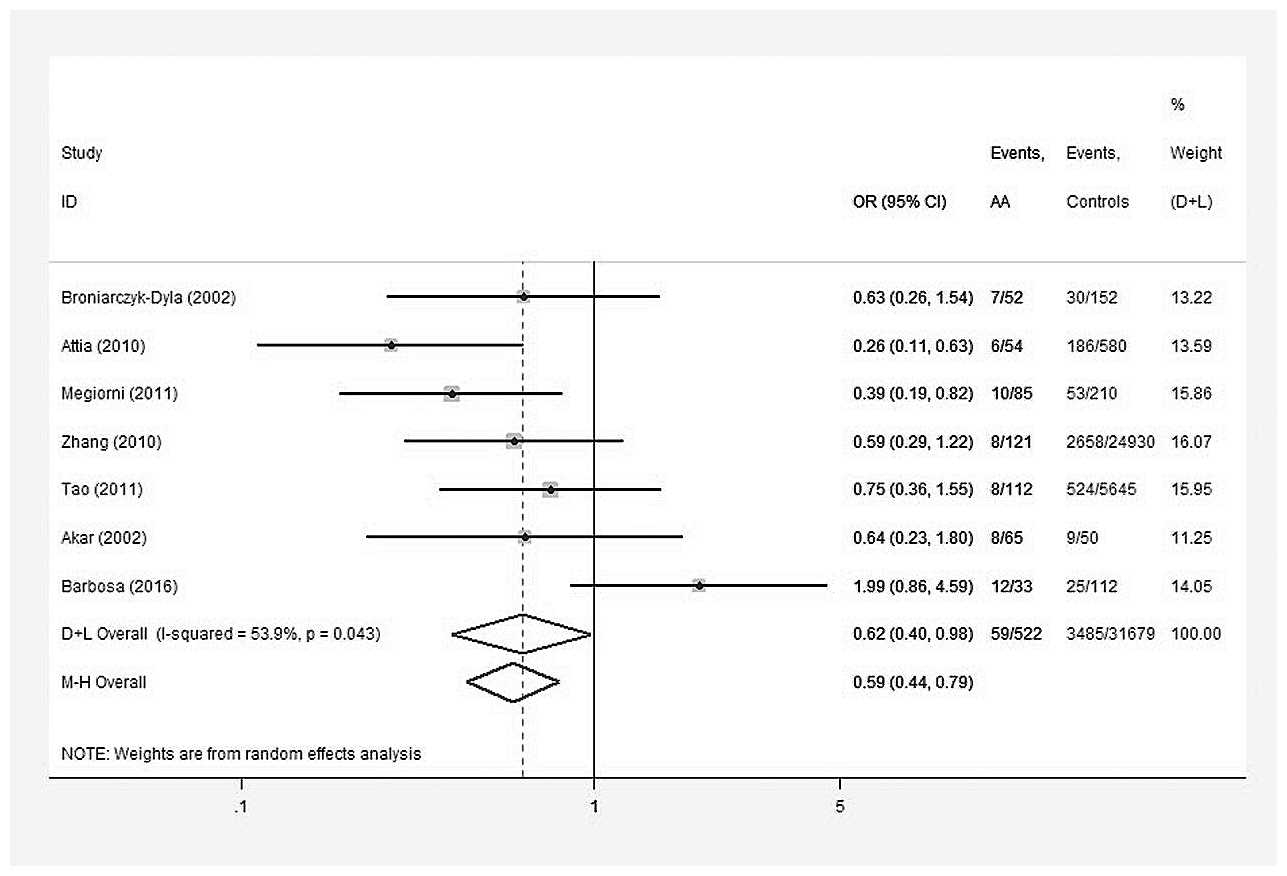 %
Study Events, Events, Weight
ID OR (95% CI) AA Controls (D+L)
Broniarczyk-Dyla (2002) 0.63 (0.26, 1.54) 7/52 30/152 13.22
Attia (2010) 0.26 (0.11, 0.63) 6/54 186/580 13.59
Megiorni (2011) 0.39 (0.19, 0.82) 10/85 53/210 15.86
Zhang (2010) 0.59 (0.29, 1.22) 8/121 2658/24930 16.07
Tao (2011) 0.75 (0.36, 1.55) 8/112 524/5645 15.95
Akar (2002) 0.64 (0.23, 1.80) 8/65 9/50 11.25
Barbosa (2016) 1.99 (0.86, 4.59) 12/33 25/112 14.05
D+L Overall (I-squared = 53.9%, p = 0.043) 0.62 (0.40, 0.98) 59/522 3485/31679 100.00
M-H Overall 0.59 (0.44, 0.79)
NOTE: Weights are from random effects analysis
.1 1 5